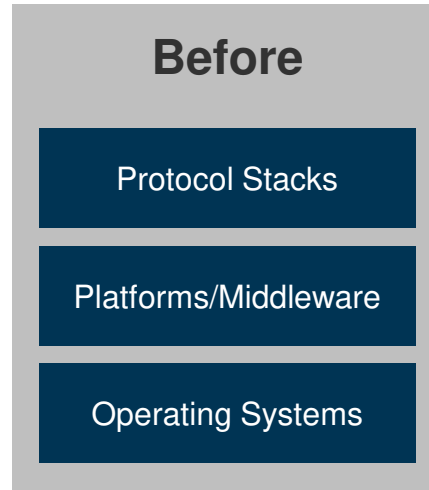 Before
Protocol Stacks
Platforms/Middleware
Operating Systems